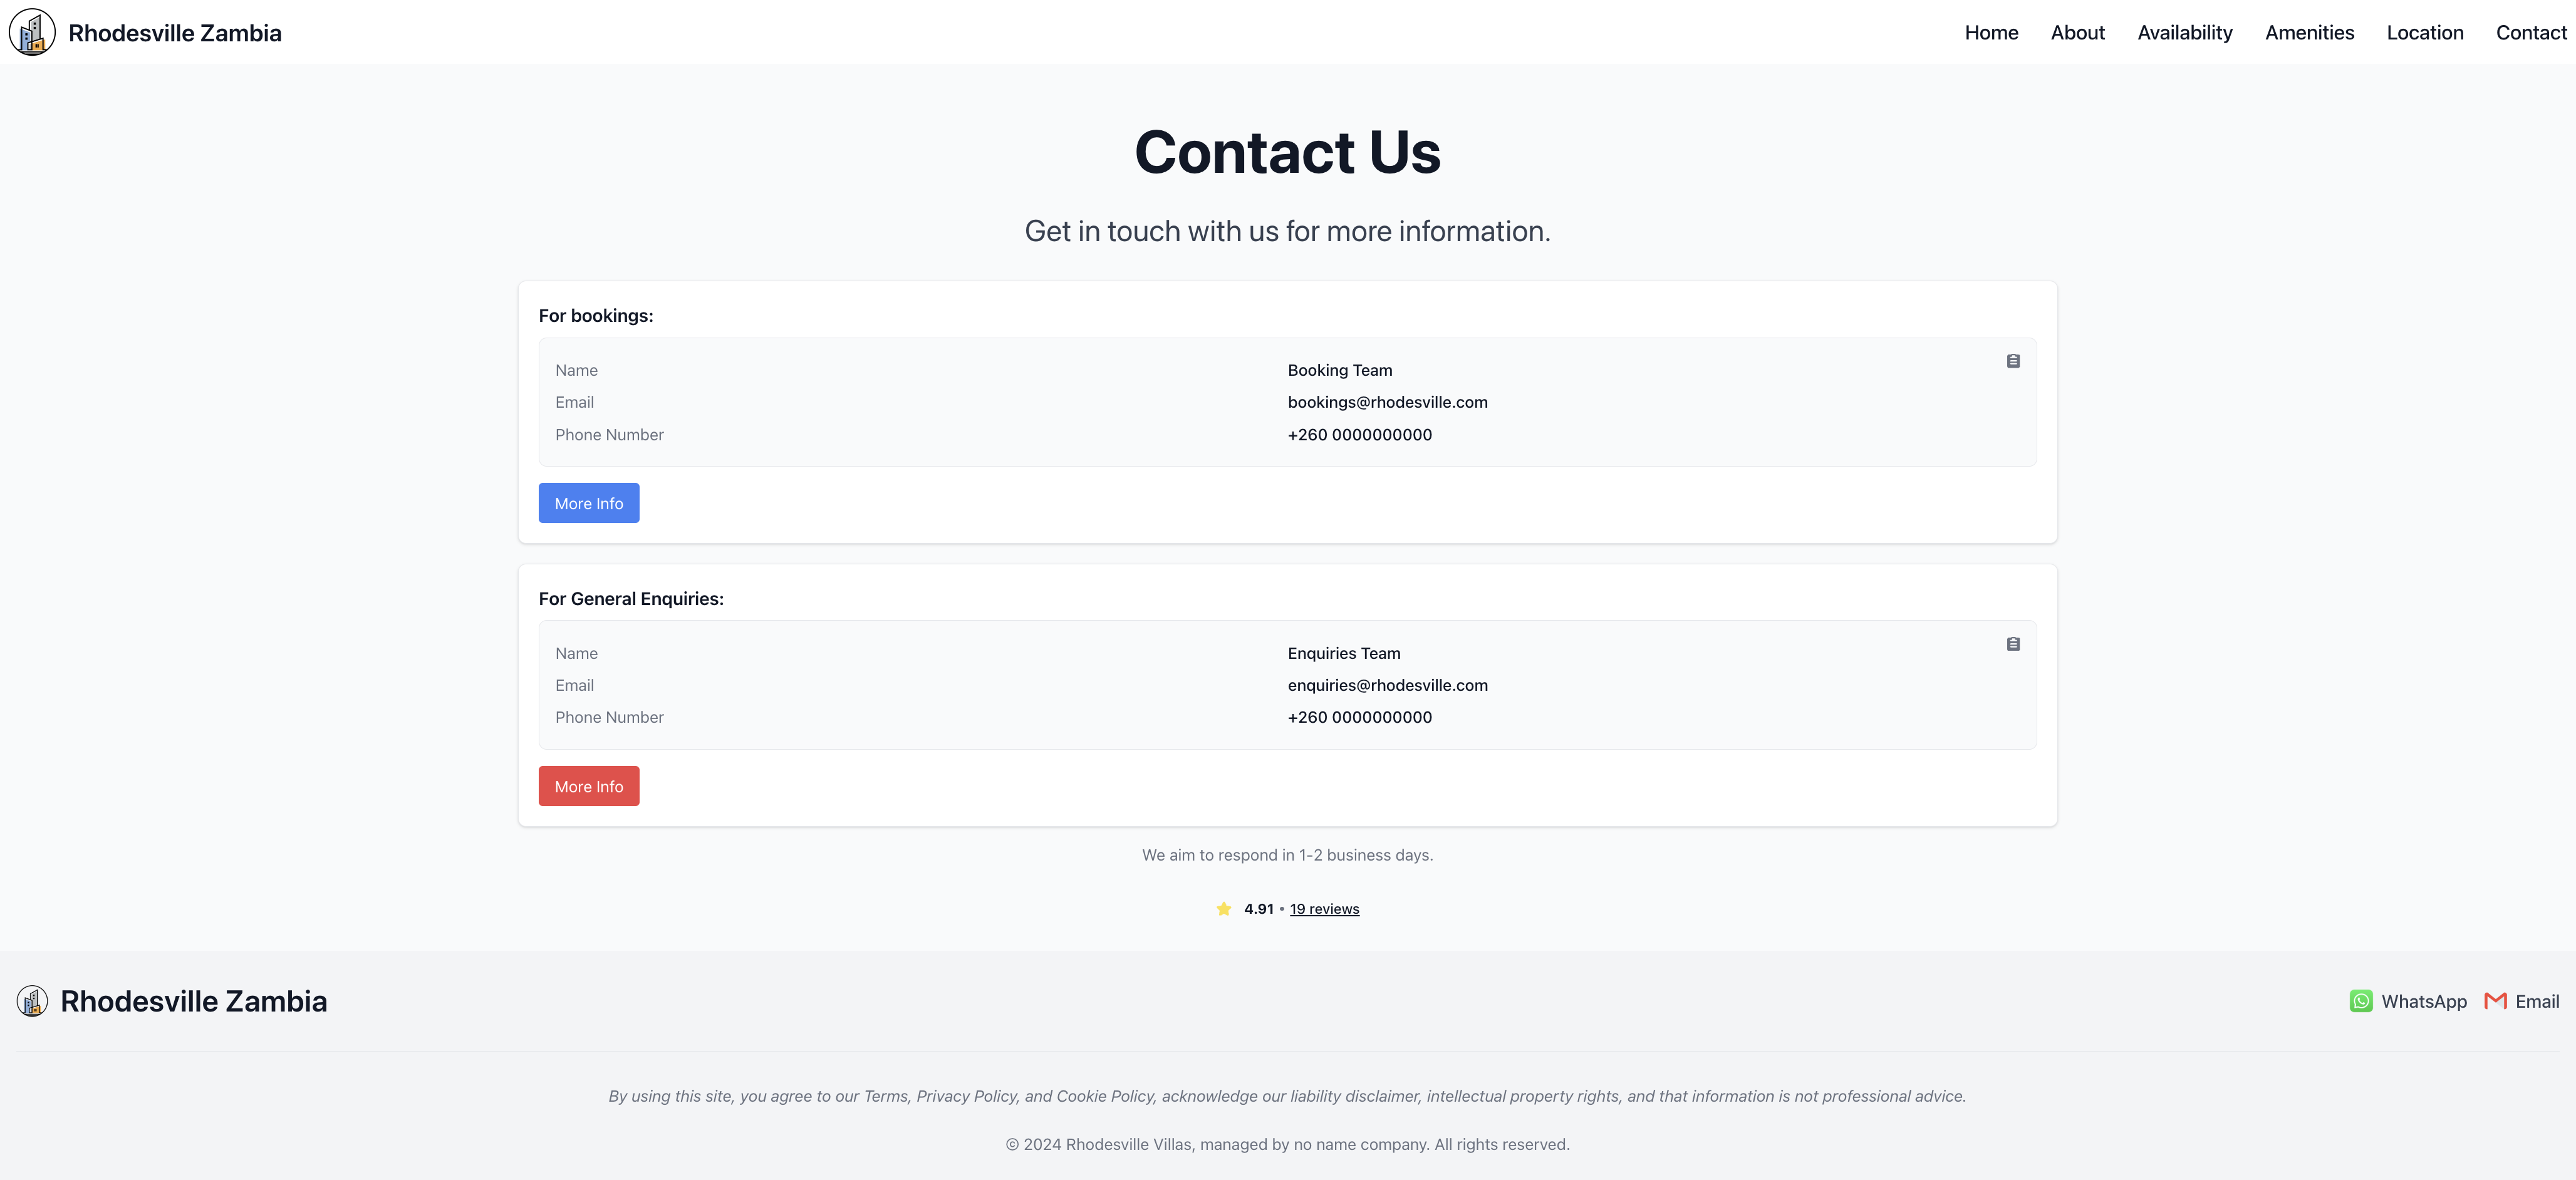 Rhodesville Zambia
Home About Availability Amenities Location Contact
Contact Us
Get in touch with us for more information.
For bookings:
Name Booking Team
Email bookings@rhodesville.com
Phone Number +260 0000000000
More Info
For General Enquiries:
Name Enquiries Team
Email enquiries@rhodesville.com
Phone Number +260 0000000000
More Info
We aim to respond in 1-2 business days.
4.91 • 19 reviews
Rhodesville Zambia
WhatsApp Email
By using this site, you agree to our Terms, Privacy Policy, and Cookie Policy, acknowledge our liability disclaimer, intellectual property rights, and that information is not professional advice.
© 2024 Rhodesville Villas, managed by no name company. All rights reserved.